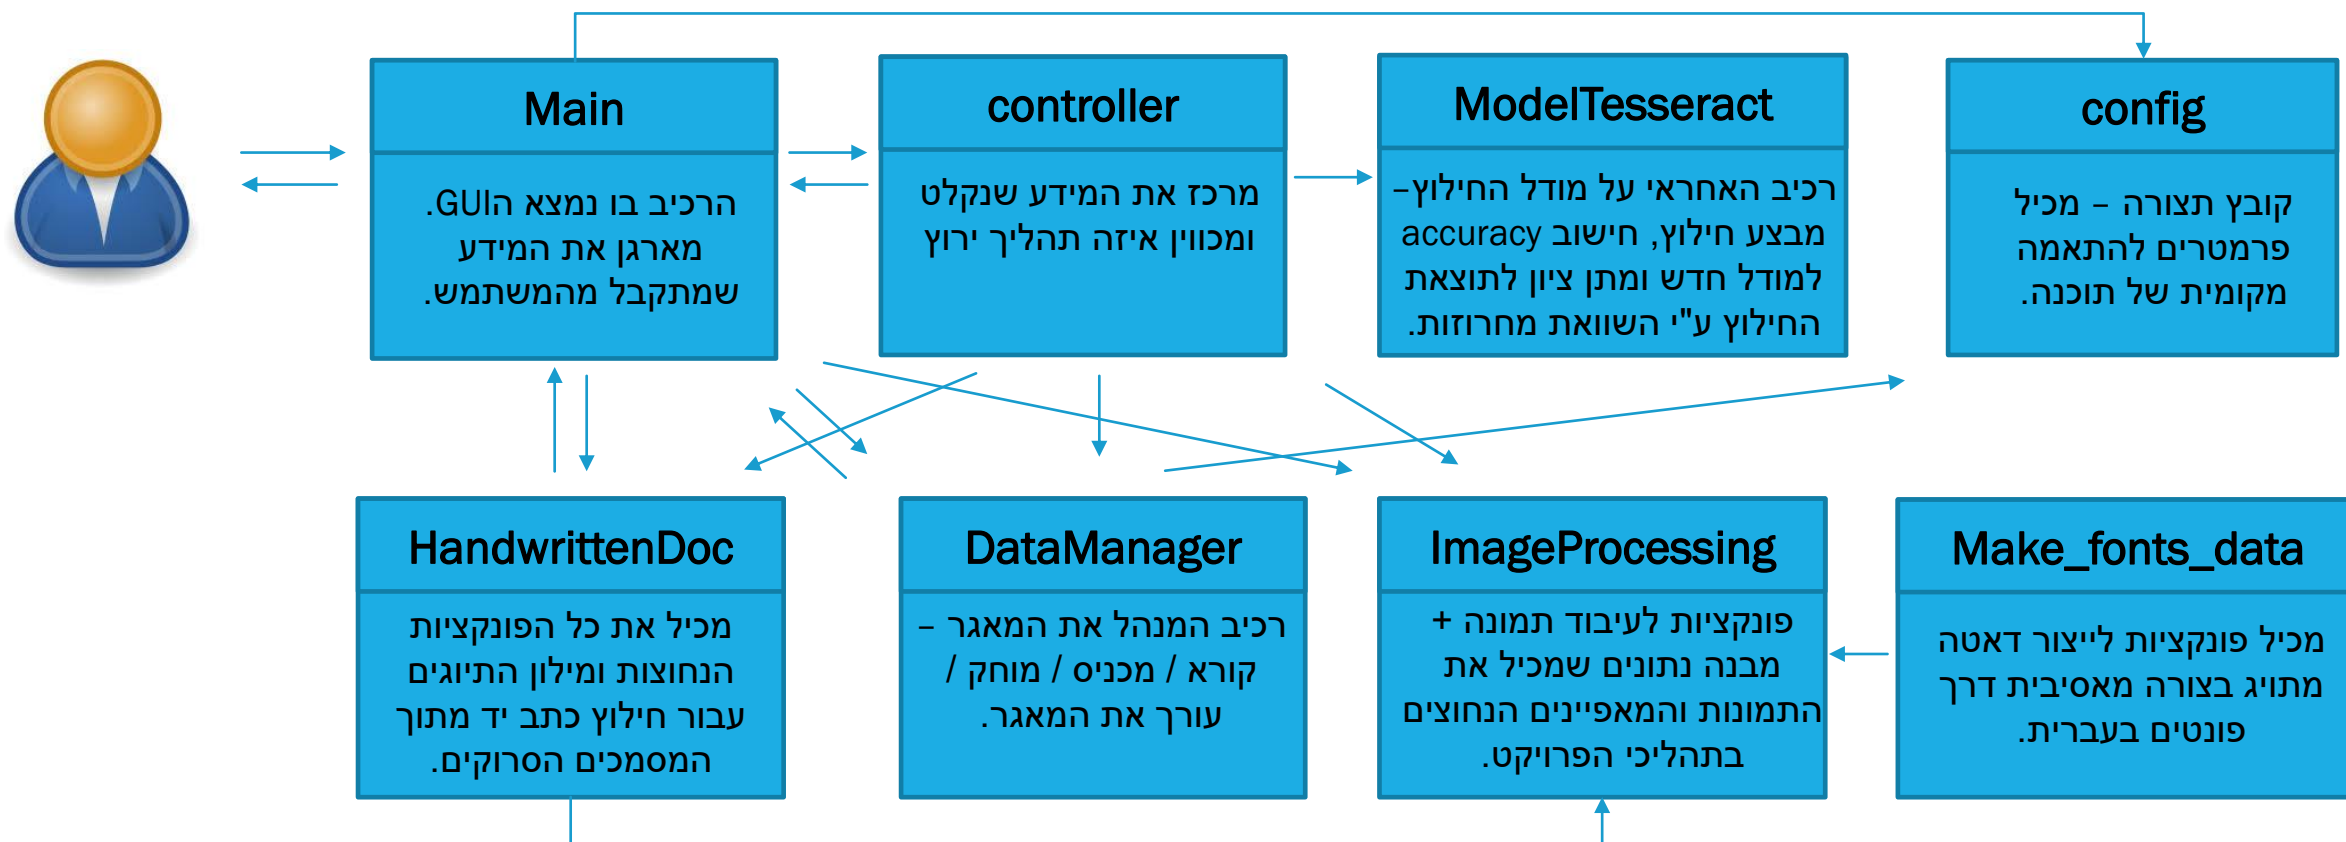 Main
הרכיב בו נמצא הGUI.
מארגן את המידע
שמתקבל מהמשתמש.
controller
מרכז את המידע שנקלט
ומכווין איזה תהליך ירוץ
ModelTesseract
רכיב האחראי על מודל החילוץ–
מבצע חילוץ, חישוב accuracy
למודל חדש ומתן ציון לתוצאת
החילוץ ע"י השוואת מחרוזות.
config
קובץ תצורה – מכיל
פרמטרים להתאמה
מקומית של תוכנה.
HandwrittenDoc
מכיל את כל הפונקציות
הנחוצות ומילון התיוגים
עבור חילוץ כתב יד מתוך
המסמכים הסרוקים.
DataManager
רכיב המנהל את המאגר –
קורא / מכניס / מוחק /
עורך את המאגר.
ImageProcessing
פונקציות לעיבוד תמונה +
מבנה נתונים שמכיל את
התמונות והמאפיינים הנחוצים
בתהליכי הפרויקט.
Make_fonts_data
מכיל פונקציות לייצור דאטה
מתויג בצורה מאסיבית דרך
פונטים בעברית.